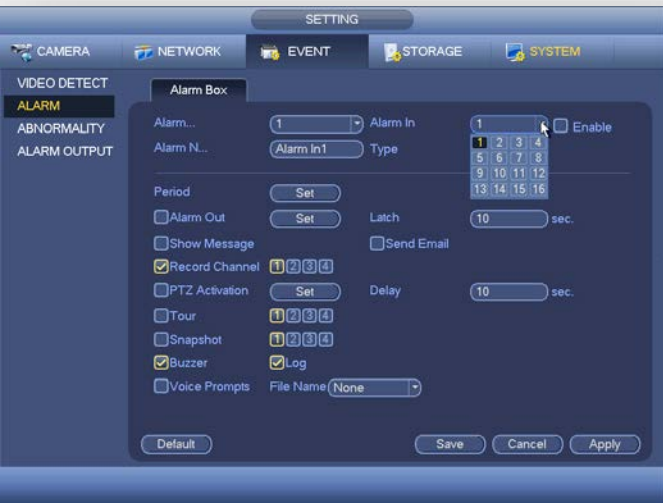 SETTING
CAMERA NETWORK EVENT STORAGE SYSTEM
VIDEO DETECT
ALARM
ABNORMALITY
ALARM OUTPUT
Alarm Box
Alarm... 1 Alarm In 1 Enable
Alarm N... Alarm In1 Type
1 2 3 4
5 6 7 8
9 10 11 12
13 14 15 16
Period Set
Alarm Out Set Latch 10 sec.
Show Message Send Email
Record Channel 1 2 3 4
PTZ Activation Set Delay 10 sec.
Tour 1 2 3 4
Snapshot 1 2 3 4
Buzzer Log
Voice Prompts File Name None
Default Save Cancel Apply